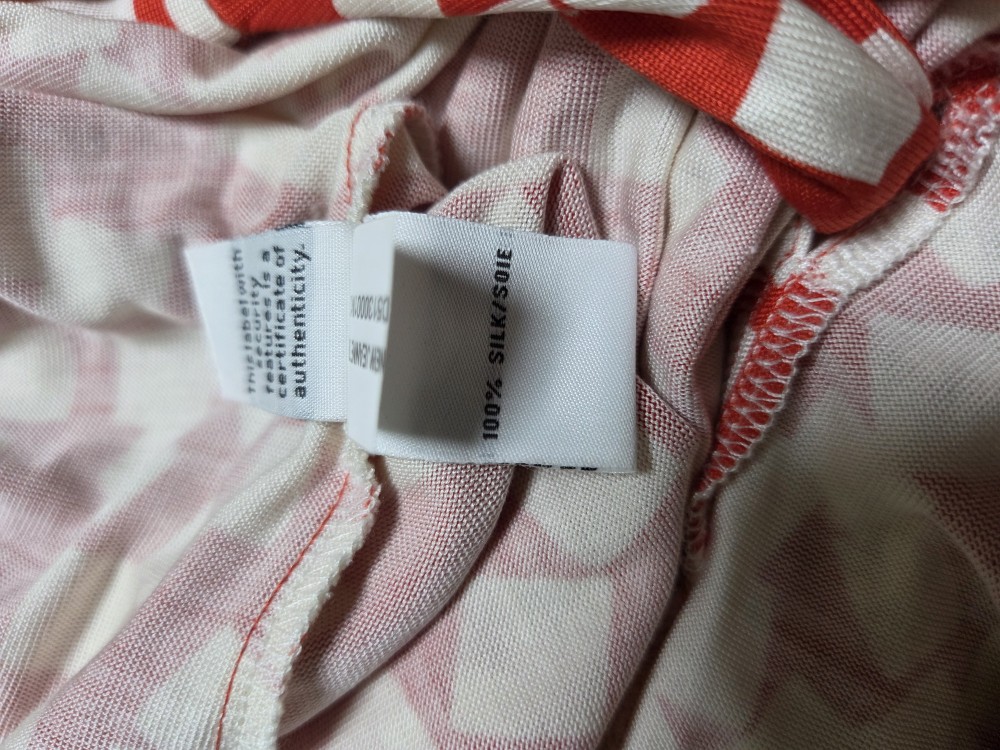 This label with
security
features is a
certificate of
authenticity.
100% SILK/SOIE